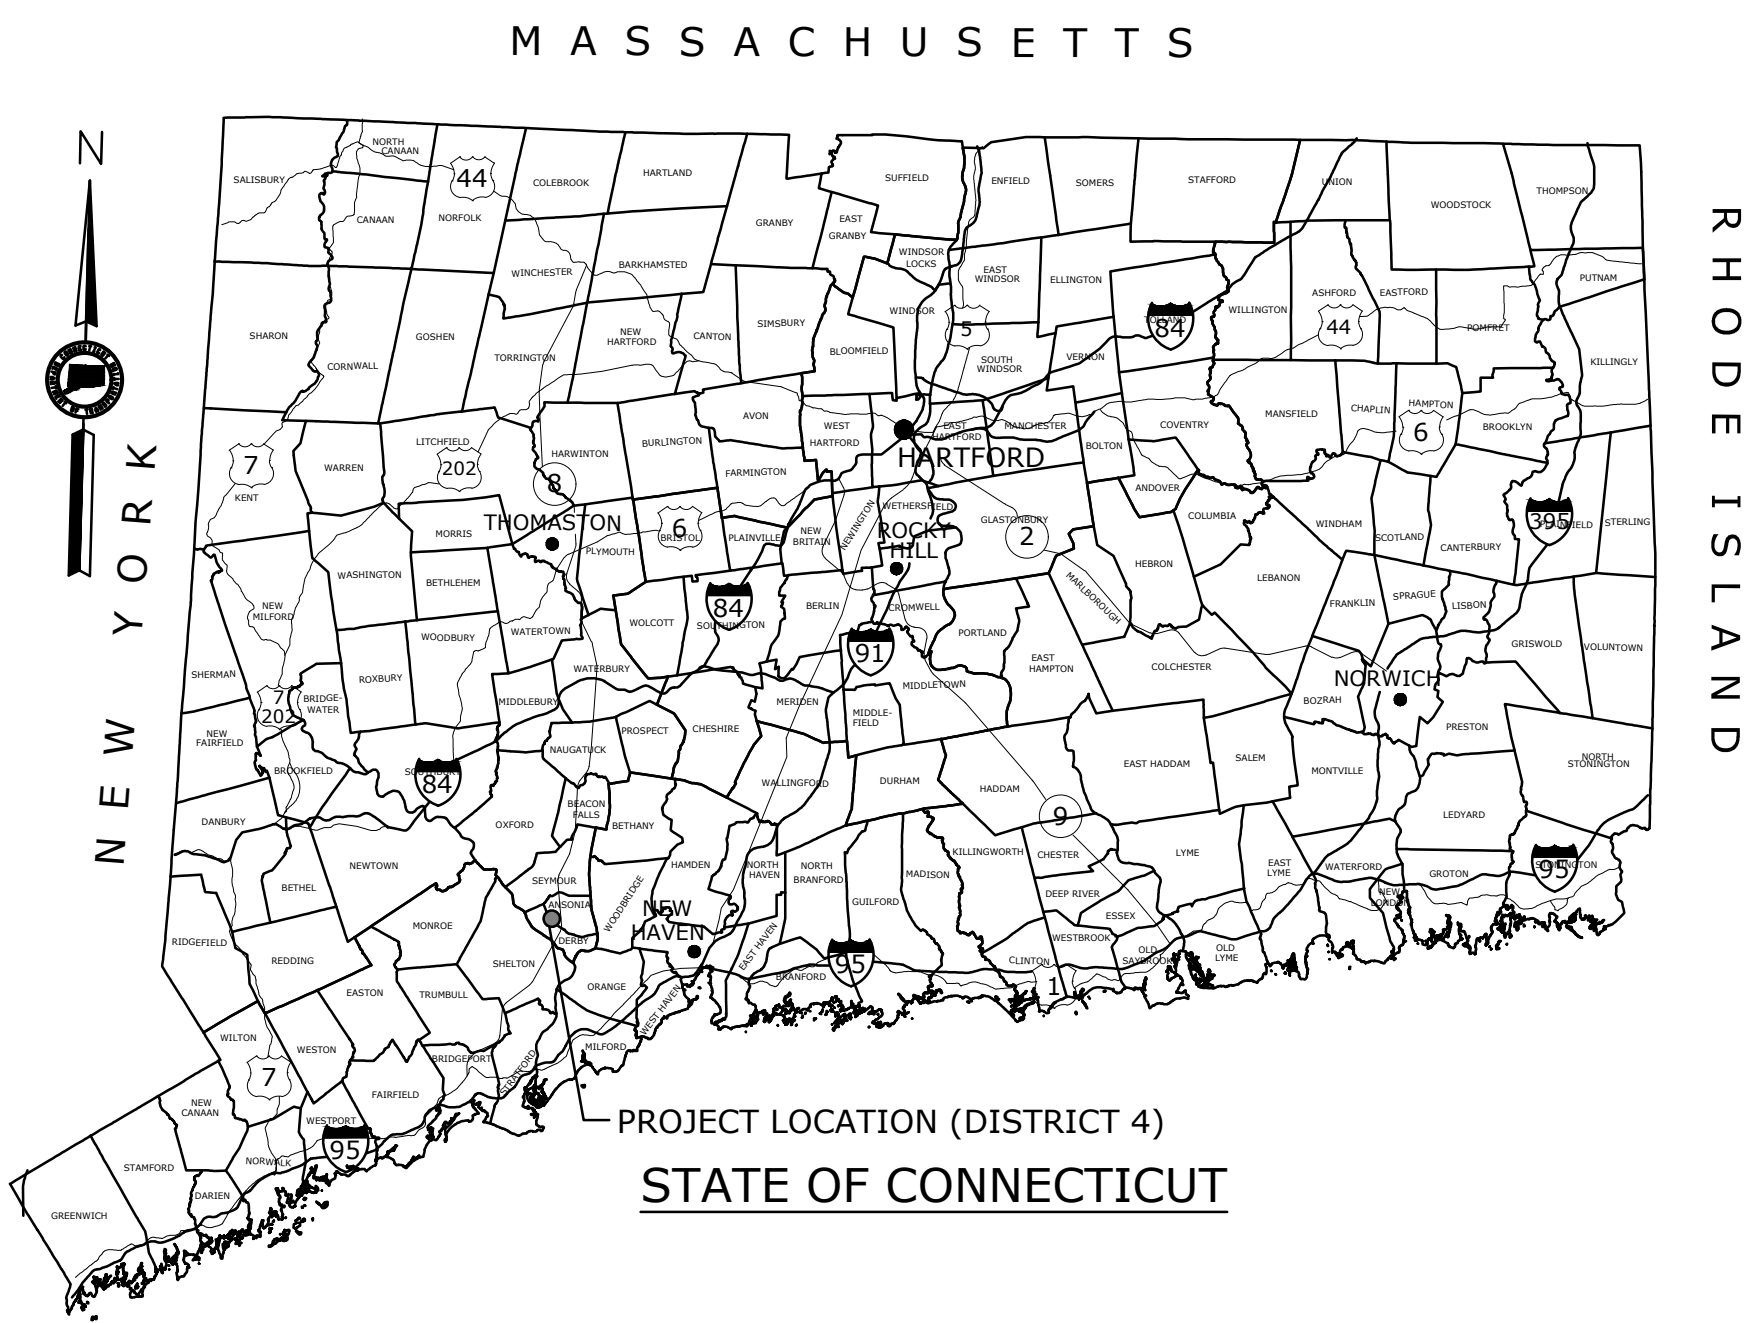 MASSACHUSETTS
N
NEW YORK
RHODE ISLAND
SALISBURY
NORTH
CANAAN
CANAAN
44
NORFOLK
COLEBROOK
HARTLAND
SUFFIELD
ENFIELD
SOMERS
STAFFORD
UNION
WOODSTOCK
THOMPSON
GRANBY
EAST
GRANBY
WINDSOR
LOCKS
WINCHESTER
BARKHAMSTED
EAST
WINDSOR
ELLINGTON
PUTNAM
SHARON
CORNWALL
GOSHEN
TORRINGTON
NEW
HARTFORD
CANTON
SIMSBURY
BLOOMFIELD
WINDSOR
5
SOUTH
WINDSOR
VERNON
TOLLAND
84
WILLINGTON
ASHFORD
44
EASTFORD
POMFRET
KILLINGLY
7
KENT
WARREN
LITCHFIELD
202
HARWINTON
8
BURLINGTON
AVON
FARMINGTON
WEST
HARTFORD
HARTFORD
EAST
HARTFORD
MANCHESTER
BOLTON
COVENTRY
MANSFIELD
CHAPLIN
HAMPTON
6
BROOKLYN
THOMASTON
MORRIS
PLYMOUTH
6
BRISTOL
PLAINVILLE
NEW
BRITAIN
NEWINGTON
WETHERSFIELD
ROCKY
HILL
GLASTONBURY
2
ANDOVER
COLUMBIA
WINDHAM
SCOTLAND
CANTERBURY
395
PLAINFIELD
STERLING
NEW
MILFORD
WASHINGTON
BETHLEHEM
WATERTOWN
WOLCOTT
84
SOUTHINGTON
BERLIN
CROMWELL
91
PORTLAND
MARLBOROUGH
HEBRON
LEBANON
FRANKLIN
SPRAGUE
LISBON
GRISWOLD
VOLUNTOWN
SHERMAN
ROXBURY
WOODBURY
WATERBURY
MIDDLETOWN
EAST
HAMPTON
COLCHESTER
NORWICH
BOZRAH
PRESTON
7
202
BRIDGE-
WATER
MIDDLEBURY
MERIDEN
MIDDLE-
FIELD
NEW
FAIRFIELD
BROOKFIELD
SOUTHBURY
84
NAUGATUCK
PROSPECT
CHESHIRE
WALLINGFORD
DURHAM
HADDAM
EAST HADDAM
SALEM
MONTVILLE
NORTH
STONINGTON
DANBURY
OXFORD
BEACON
FALLS
BETHANY
9
LEDYARD
BETHEL
NEWTOWN
SEYMOUR
WOODBRIDGE
HAMDEN
NORTH
HAVEN
NORTH
BRANFORD
MADISON
KILLINGWORTH
CHESTER
LYME
EAST
LYME
WATERFORD
NEW
LONDON
GROTON
95
STONINGTON
RIDGEFIELD
REDDING
MONROE
ANSONIA
DERBY
NEW
HAVEN
EAST HAVEN
GUILFORD
DEEP RIVER
ESSEX
WESTBROOK
OLD
SAYBROOK
OLD
LYME
SHELTON
ORANGE
WEST HAVEN
BRANFORD
95
CLINTON
1
EASTON
TRUMBULL
WILTON
WESTON
BRIDGEPORT
STRATFORD
MILFORD
7
FAIRFIELD
NEW
CANAAN
WESTPORT
95
NORWALK
STAMFORD
DARIEN
GREENWICH
PROJECT LOCATION (DISTRICT 4)
STATE OF CONNECTICUT